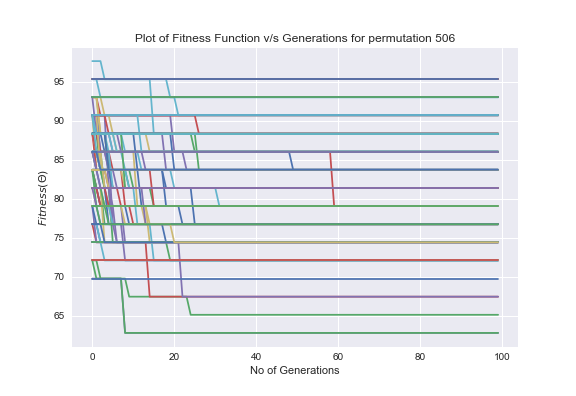 Plot of Fitness Function v/s Generations for permutation 506
95
90
85
80
75
70
65
Fitness(Θ)
0 20 40 60 80 100
No of Generations